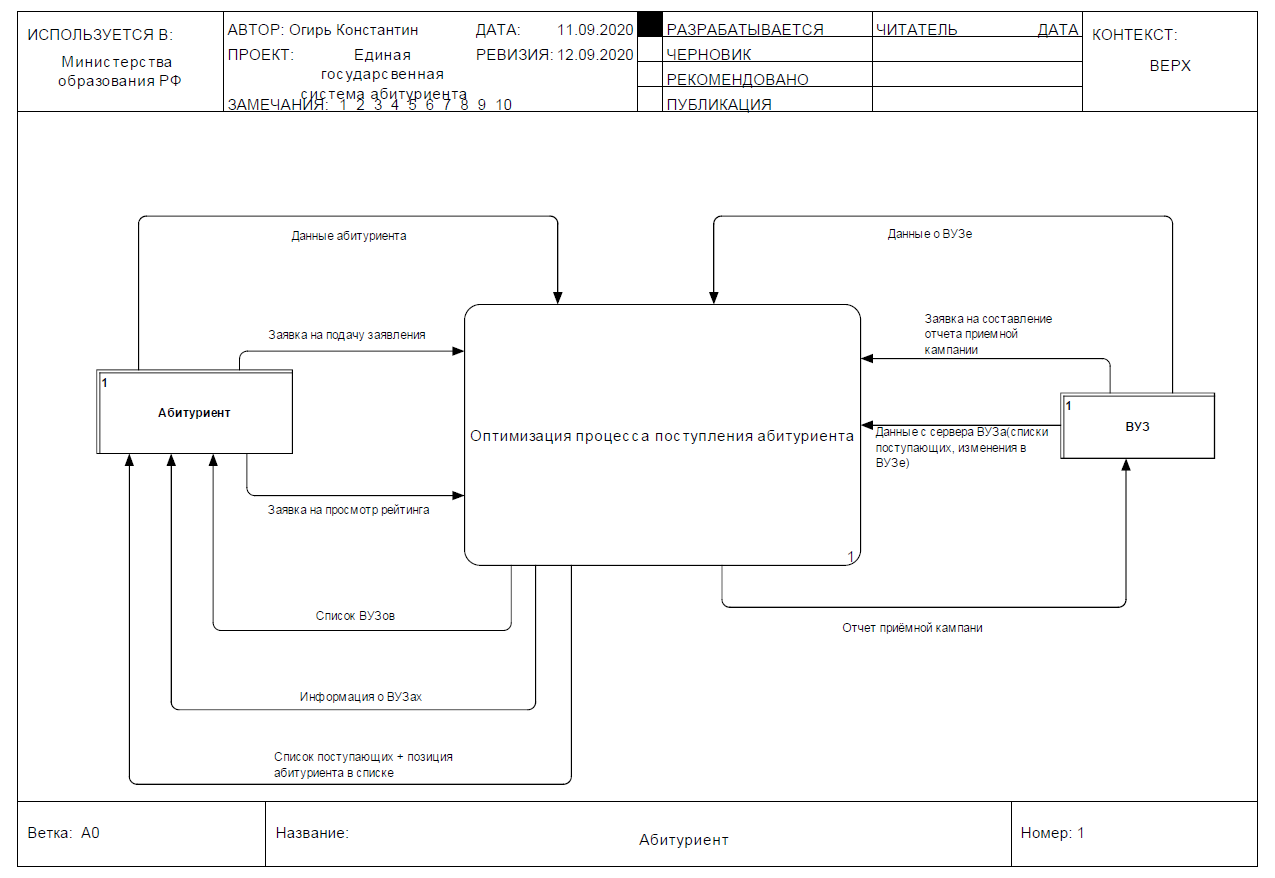 ИСПОЛЬЗУЕТСЯ В:
Министерства
образования РФ
АВТОР: Огирь Константин
ДАТА: 11.09.2020
ПРОЕКТ: Единая
государсвенная
система абитуриента
РЕВИЗИЯ: 12.09.2020
ЗАМЕЧАНИЯ: 1 2 3 4 5 6 7 8 9 10
РАЗРАБАТЫВАЕТСЯ
ЧЕРНОВИК
РЕКОМЕНДОВАНО
ПУБЛИКАЦИЯ
ЧИТАТЕЛЬ ДАТА
КОНТЕКСТ:
ВЕРХ
Данные абитуриента
Данные о ВУЗе
Заявка на подачу заявления
Заявка на составление
отчета приемной
кампании
1
Абитуриент
Оптимизация процесса поступления абитуриента
1
1
ВУЗ
Данные с сервера ВУЗа(списки
поступающих, изменения в
ВУЗе)
Заявка на просмотр рейтинга
Список ВУЗов
Отчет приёмной кампани
Информация о ВУЗах
Список поступающих + позиция
абитуриента в списке
Ветка: А0
Название:
Абитуриент
Номер: 1